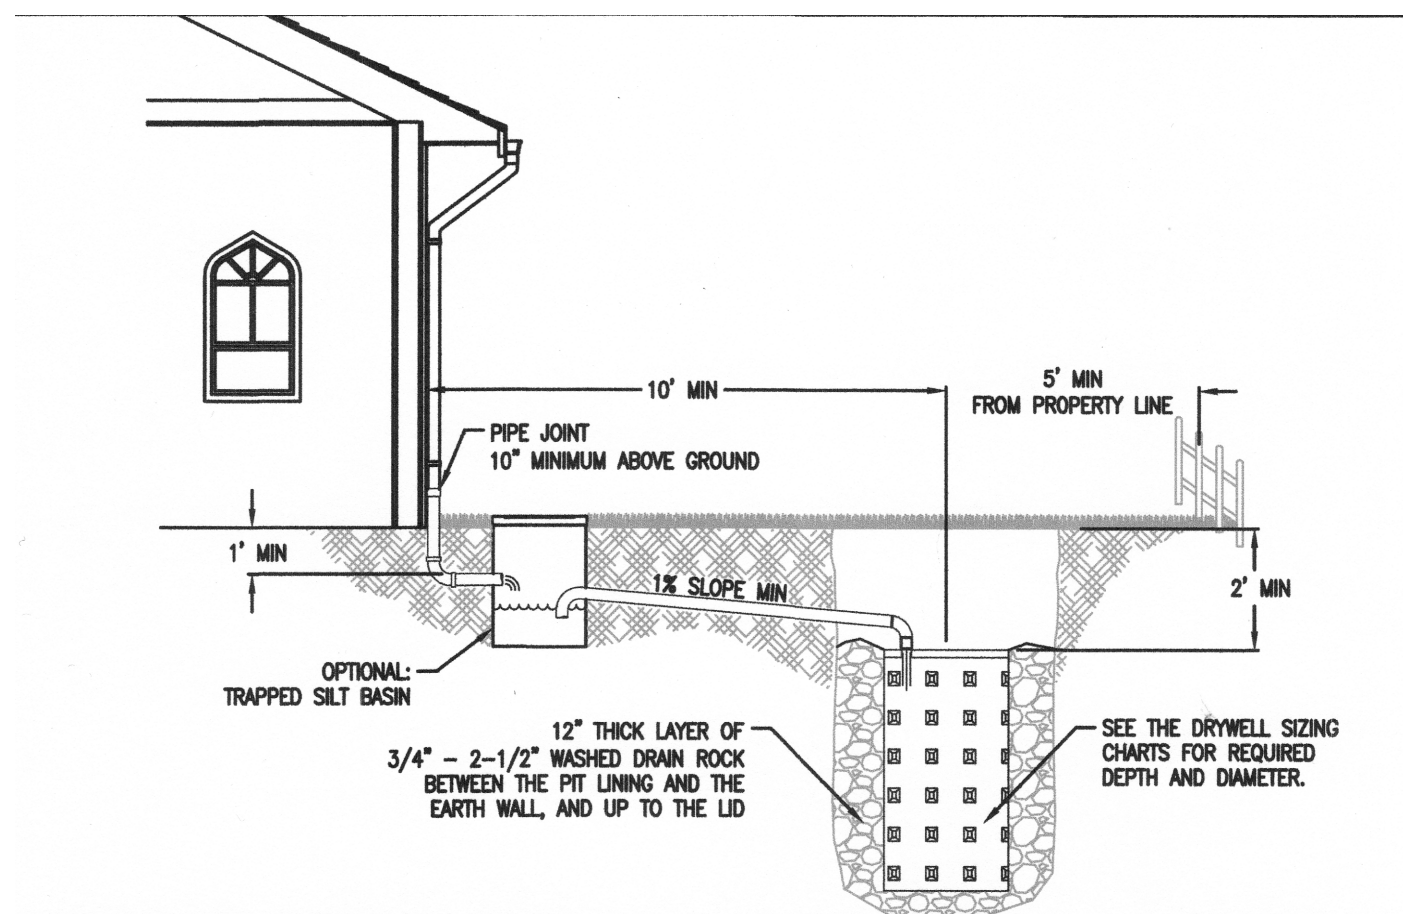 10' MIN
5' MIN
FROM PROPERTY LINE
PIPE JOINT
10" MINIMUM ABOVE GROUND
1' MIN
1% SLOPE MIN
2' MIN
OPTIONAL:
TRAPPED SILT BASIN
12" THICK LAYER OF
3/4" - 2-1/2" WASHED DRAIN ROCK
BETWEEN THE PIT LINING AND THE
EARTH WALL, AND UP TO THE LID
SEE THE DRYWELL SIZING
CHARTS FOR REQUIRED
DEPTH AND DIAMETER.